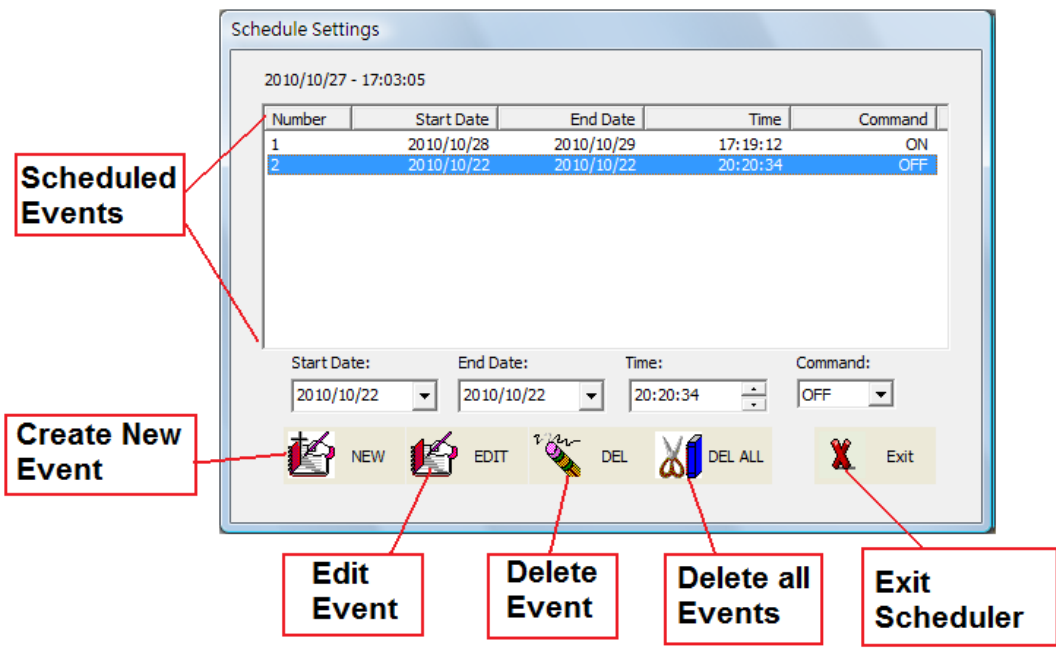 Schedule Settings
2010/10/27 - 17:03:05
Number Start Date End Date Time Command
1 2010/10/28 2010/10/29 17:19:12 ON
2 2010/10/22 2010/10/22 20:20:34 OFF
Scheduled
Events
Start Date: End Date: Time: Command:
2010/10/22 2010/10/22 20:20:34 OFF
Create New
Event
NEW EDIT DEL DEL ALL Exit
Edit
Event
Delete
Event
Delete all
Events
Exit
Scheduler